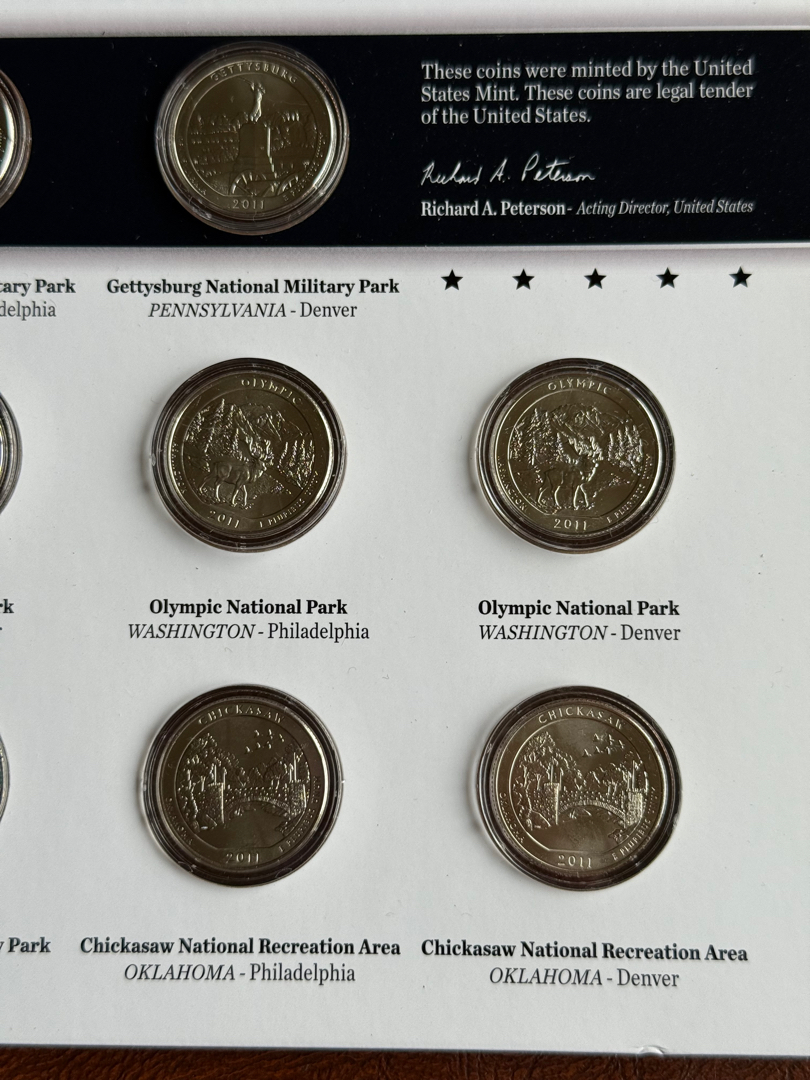 GETTYSBURG
2011
These coins were minted by the United
States Mint. These coins are legal tender
of the United States.
Richard A. Peterson
Richard A. Peterson- Acting Director, United States
tary Park
delphia
Gettysburg National Military Park
PENNSYLVANIA - Denver
OLYMPIC
2011
E PLURIBUS
OLYMPIC
2011
E PLURIBUS
rk
Olympic National Park
WASHINGTON - Philadelphia
Olympic National Park
WASHINGTON - Denver
CHICKASAW
2011
CHICKASAW
2011
E PLURIBUS
Park
Chickasaw National Recreation Area
OKLAHOMA - Philadelphia
Chickasaw National Recreation Area
OKLAHOMA - Denver